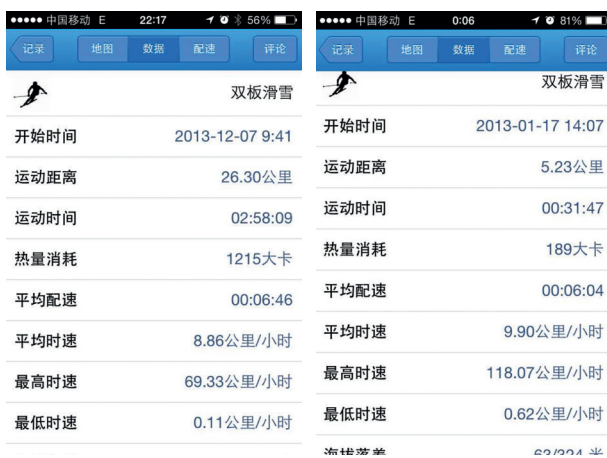 中国移动 E 22:17 56%
记录 地图 数据 配速 评论
双板滑雪
开始时间 2013-12-07 9:41
运动距离 26.30公里
运动时间 02:58:09
热量消耗 1215大卡
平均配速 00:06:46
平均时速 8.86公里/小时
最高时速 69.33公里/小时
最低时速 0.11公里/小时
中国移动 E 0:06 81%
记录 地图 数据 配速 评论
双板滑雪
开始时间 2013-01-17 14:07
运动距离 5.23公里
运动时间 00:31:47
热量消耗 189大卡
平均配速 00:06:04
平均时速 9.90公里/小时
最高时速 118.07公里/小时
最低时速 0.62公里/小时
海拔落差 63/324 米